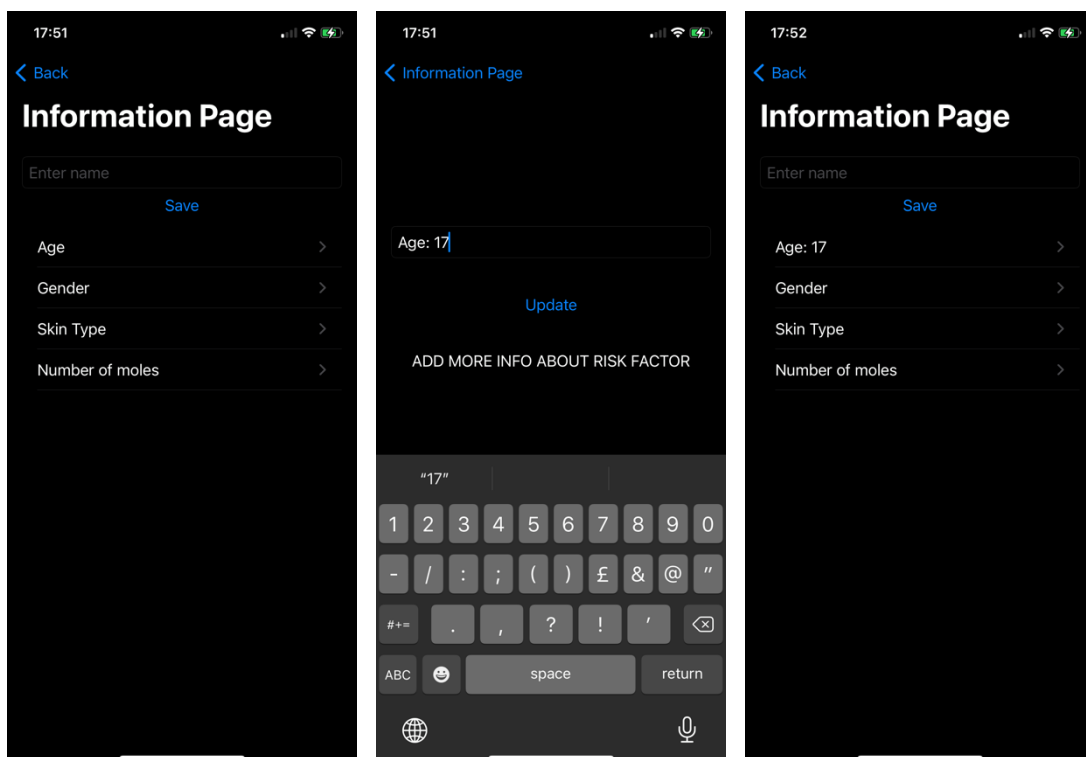 17:51
Back
Information Page
Enter name
Save
Age
Gender
Skin Type
Number of moles
17:51
Information Page
Age: 17
Update
ADD MORE INFO ABOUT RISK FACTOR
"17"
1 2 3 4 5 6 7 8 9 0
- / : ; ( ) £ & @ "
#+= . , ? ! '
ABC space return
17:52
Back
Information Page
Enter name
Save
Age: 17
Gender
Skin Type
Number of moles